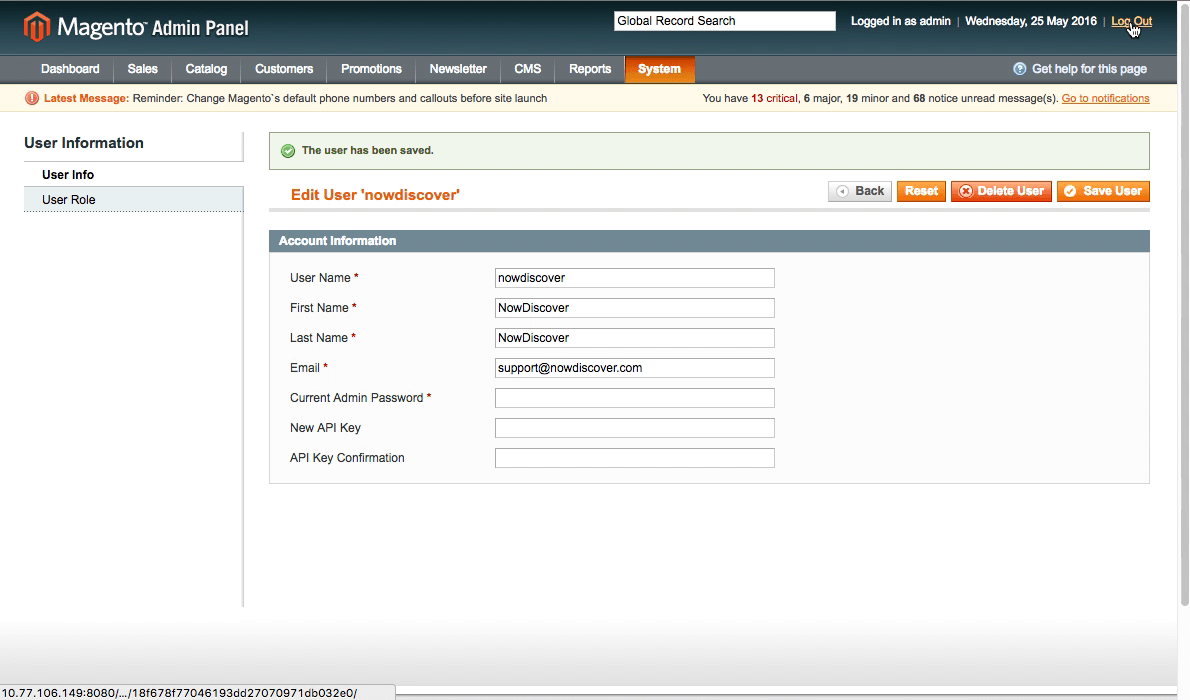 Magento™ Admin Panel
Global Record Search
Logged in as admin | Wednesday, 25 May 2016 | Log Out
Dashboard Sales Catalog Customers Promotions Newsletter CMS Reports System Get help for this page
Latest Message: Reminder: Change Magento`s default phone numbers and callouts before site launch You have 13 critical, 6 major, 19 minor and 68 notice unread message(s). Go to notifications
User Information
User Info
User Role
The user has been saved.
Edit User 'nowdiscover'
Back Reset Delete User Save User
Account Information
User Name * nowdiscover
First Name * NowDiscover
Last Name * NowDiscover
Email * support@nowdiscover.com
Current Admin Password *
New API Key
API Key Confirmation
10.77.106.149:8080/.../18f678f77046193dd27070971db032e0/